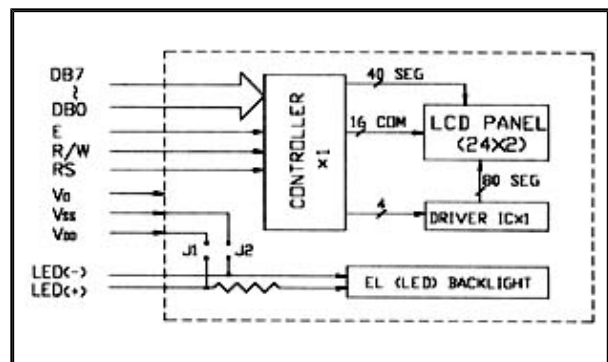 DB7
~
DB0
E
R/W
RS
Vo
Vss
VDD
LED(-)
LED(+)
J1
J2
CONTROLLER
x1
40 SEG
16 COM
LCD PANEL
(24X2)
80 SEG
4
DRIVER ICx1
EL (LED) BACKLIGHT